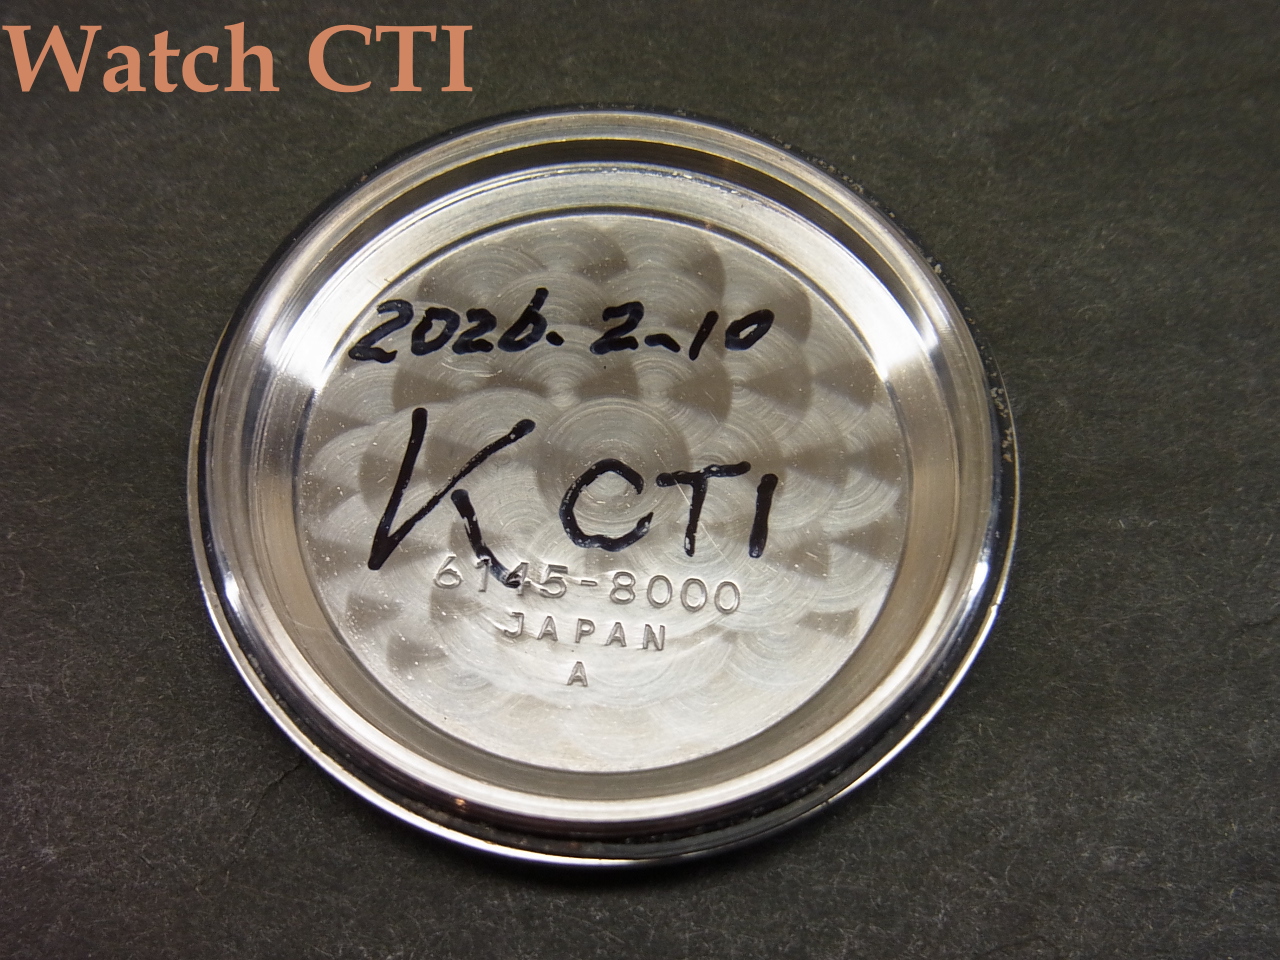 Watch CTI
2026.2.10
K CTI
6145-8000
JAPAN
A